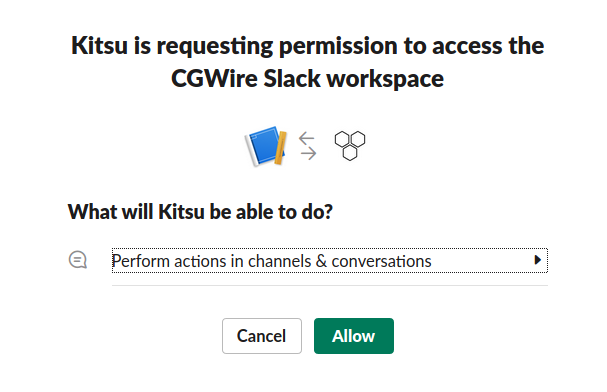 Kitsu is requesting permission to access the
CGWire Slack workspace
What will Kitsu be able to do?
Perform actions in channels & conversations
Cancel
Allow